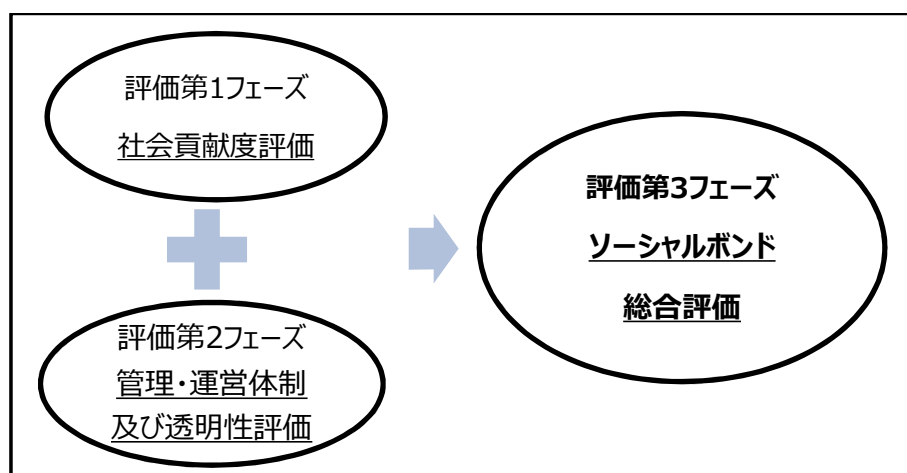 評価第1フェーズ
社会貢献度評価
評価第2フェーズ
管理・運営体制
及び透明性評価
評価第3フェーズ
ソーシャルボンド
総合評価